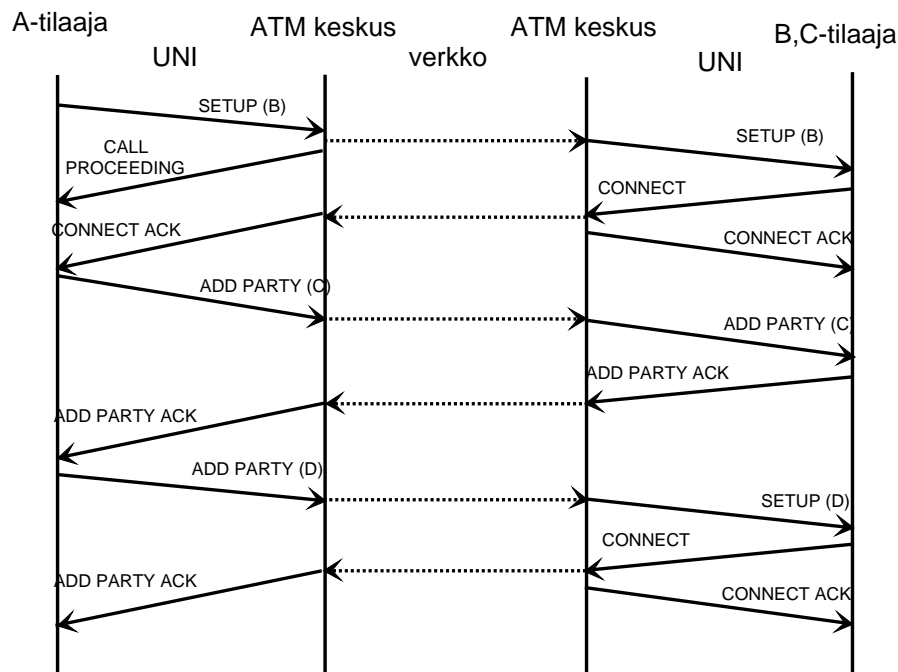 A-tilaaja
ATM keskus
ATM keskus
B,C-tilaaja
UNI
verkko
UNI
SETUP (B)
SETUP (B)
CALL
PROCEEDING
CONNECT
CONNECT ACK
CONNECT ACK
ADD PARTY (C)
ADD PARTY (C)
ADD PARTY ACK
ADD PARTY ACK
ADD PARTY (D)
SETUP (D)
CONNECT
ADD PARTY ACK
CONNECT ACK